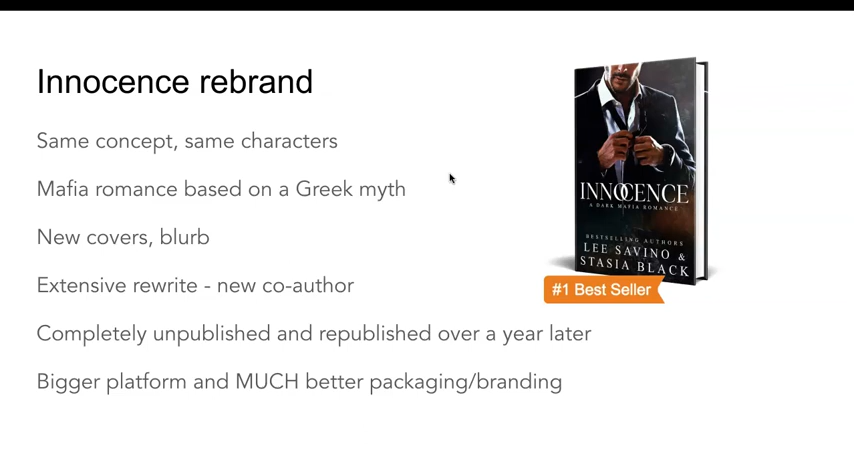 Innocence rebrand
Same concept, same characters
Mafia romance based on a Greek myth
New covers, blurb
Extensive rewrite - new co-author
Completely unpublished and republished over a year later
Bigger platform and MUCH better packaging/branding
INNOCENCE
A DARK MAFIA ROMANCE
BESTSELLING AUTHORS
LEE SAVINO &
STASIA BLACK
#1 Best Seller